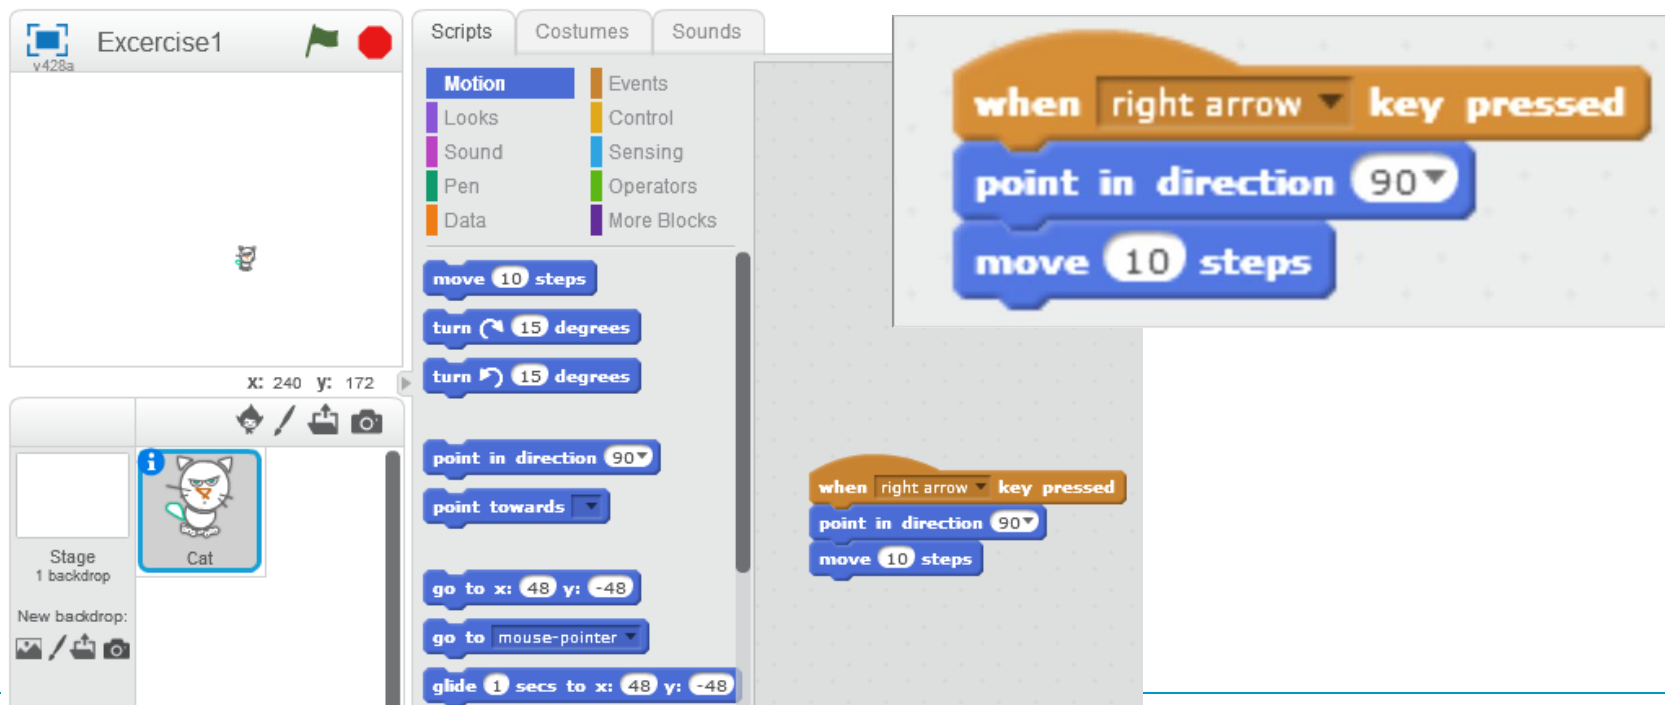 Excercise1
v428a
X: 240 y: 172
Stage
1 backdrop
New backdrop:
Cat
Scripts
Costumes
Sounds
Motion
Looks
Sound
Pen
Data
Events
Control
Sensing
Operators
More Blocks
move 10 steps
turn 15 degrees
turn 15 degrees
point in direction 90
point towards
go to x: 48 y: -48
go to mouse-pointer
glide 1 secs to x: 48 y: -48
when right arrow key pressed
point in direction 90
move 10 steps
when right arrow key pressed
point in direction 90
move 10 steps